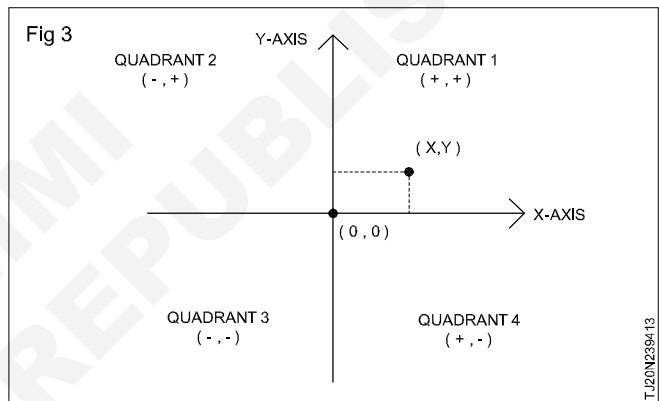 Fig 3
Y-AXIS
QUADRANT 2
( - , + )
QUADRANT 1
( + , + )
( X,Y )
X-AXIS
( 0 , 0 )
QUADRANT 3
( - , - )
QUADRANT 4
( + , - )
TJ20N239413